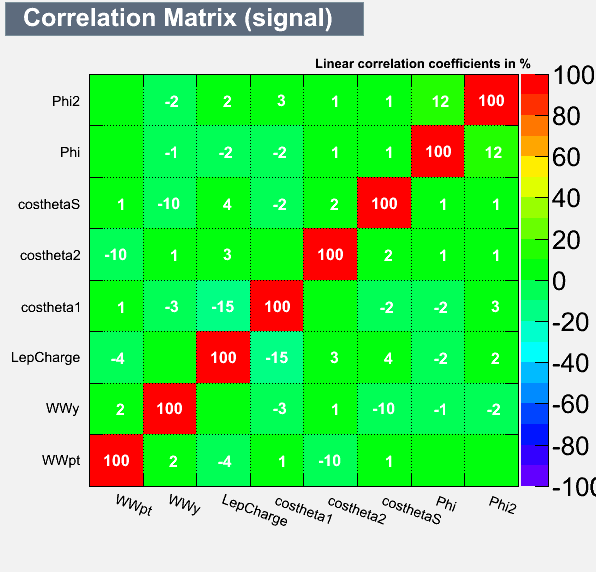 Correlation Matrix (signal)
Linear correlation coefficients in %
Phi2 -2 2 3 1 1 12 100
Phi -1 -2 -2 1 1 100 12
costhetaS 1 -10 4 -2 2 100 1 1
costheta2 -10 1 3 100 2 1 1
costheta1 1 -3 -15 100 -2 -2 3
LepCharge -4 100 -15 3 4 -2 2
WWy 2 100 -3 1 -10 -1 -2
WWpt 100 2 -4 1 -10 1
WWpt WWy LepCharge costheta1 costheta2 costhetaS Phi Phi2
100
80
60
40
20
0
-20
-40
-60
-80
-100